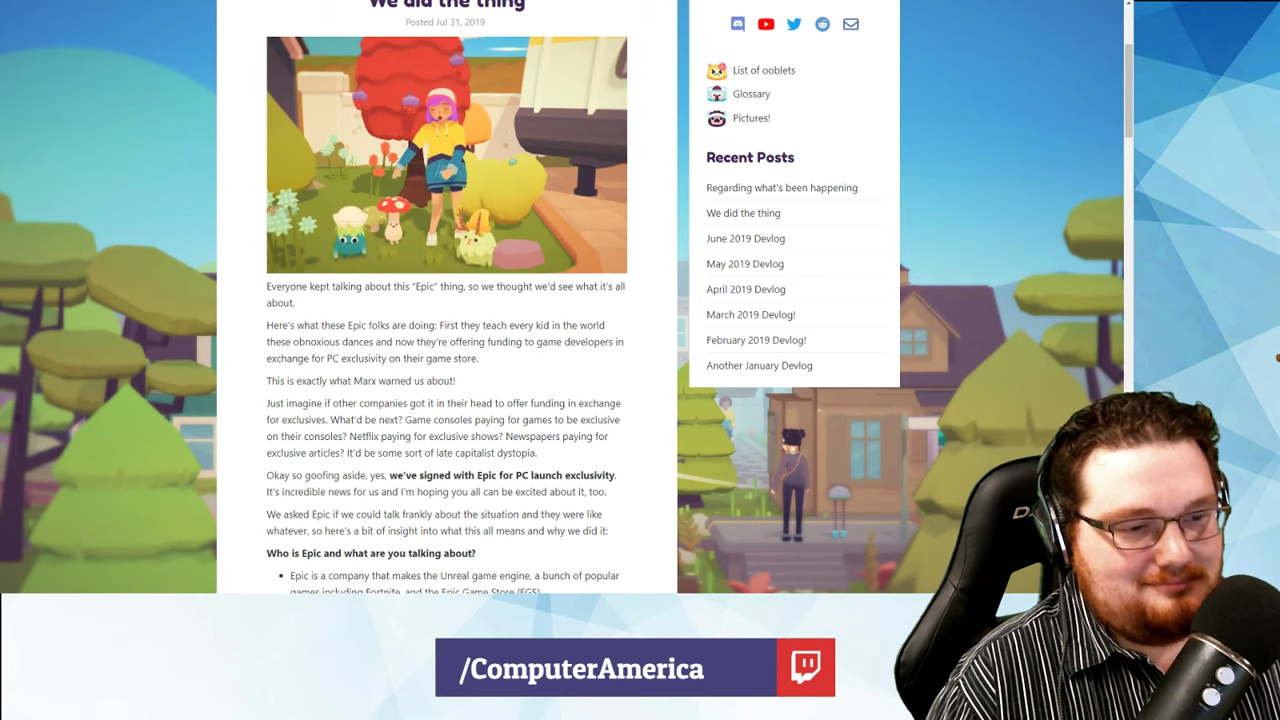 We did the thing
Posted Jul 31, 2019
Everyone kept talking about this “Epic” thing, so we thought we’d see what it’s all
about.
Here’s what these Epic folks are doing: First they teach every kid in the world
these obnoxious dances and now they’re offering funding to game developers in
exchange for PC exclusivity on their game store.
This is exactly what Marx warned us about!
Just imagine if other companies got it in their head to offer funding in exchange
for exclusives. What’d be next? Game consoles paying for games to be exclusive
on their consoles? Netflix paying for exclusive shows? Newspapers paying for
exclusive articles? It’d be some sort of late capitalist dystopia.
Okay so goofing aside, yes, we’ve signed with Epic for PC launch exclusivity.
It’s incredible news for us and I’m hoping you all can be excited about it, too.
We asked Epic if we could talk frankly about the situation and they were like
whatever, so here’s a bit of insight into what this all means and why we did it:
Who is Epic and what are you talking about?
• Epic is a company that makes the Unreal game engine, a bunch of popular
games including Fortnite, and the Epic Game Store (EGS)
List of ooblets
Glossary
Pictures!
Recent Posts
Regarding what's been happening
We did the thing
June 2019 Devlog
May 2019 Devlog
April 2019 Devlog
March 2019 Devlog!
February 2019 Devlog!
Another January Devlog
/ComputerAmerica